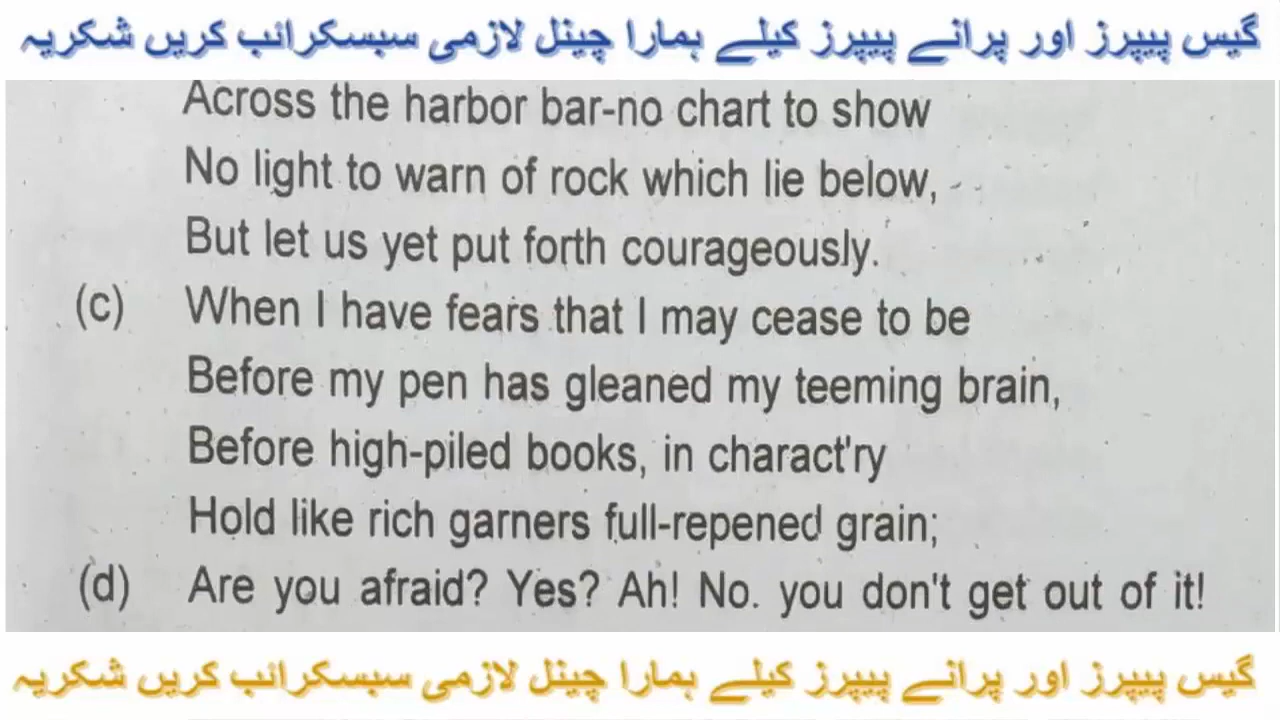 گیس پیپرز اور پرانے پیپرز کیلے ہمارا چینل لازمی سبسکرائب کریں شکریہ
Across the harbor bar-no chart to show
No light to warn of rock which lie below,
But let us yet put forth courageously.
(c) When I have fears that I may cease to be
Before my pen has gleaned my teeming brain,
Before high-piled books, in charact'ry
Hold like rich garners full-repened grain;
(d) Are you afraid? Yes? Ah! No. you don't get out of it!
گیس پیپرز اور پرانے پیپرز کیلے ہمارا چینل لازمی سبسکرائب کریں شکریہ